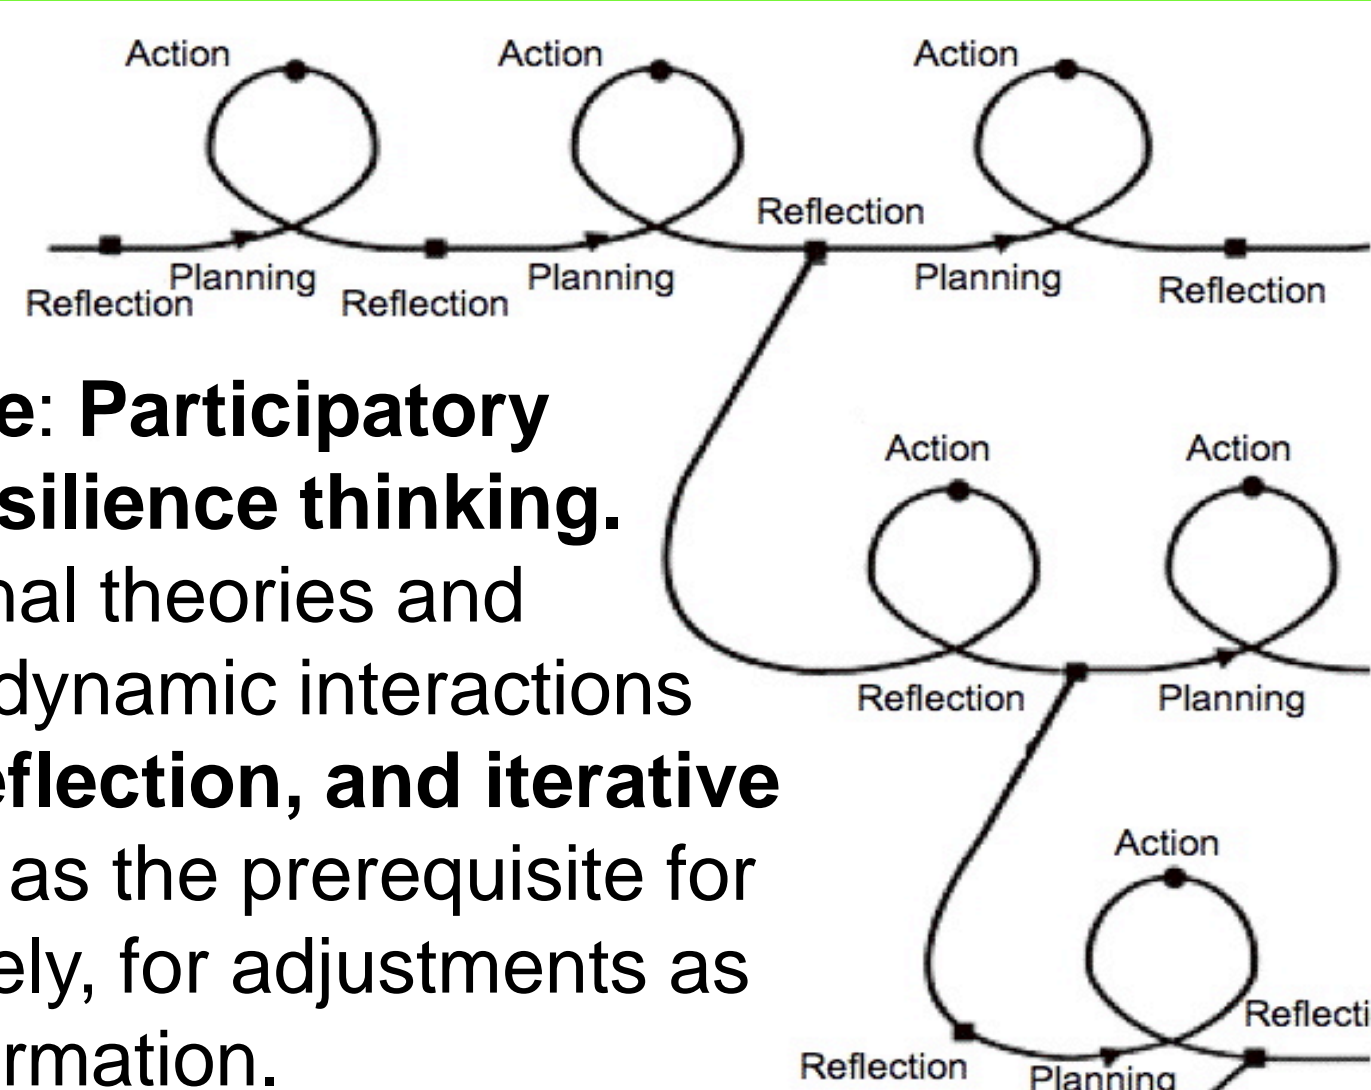 Action
Action
Action
Reflection
Planning
Planning
Planning
Reflection
Reflection
Reflection
e: Participatory
silience thinking.
nal theories and
dynamic interactions
eflection, and iterative
as the prerequisite for
ely, for adjustments as
rmation.
Action
Action
Reflection
Planning
Action
Reflecti
Reflection
Planning